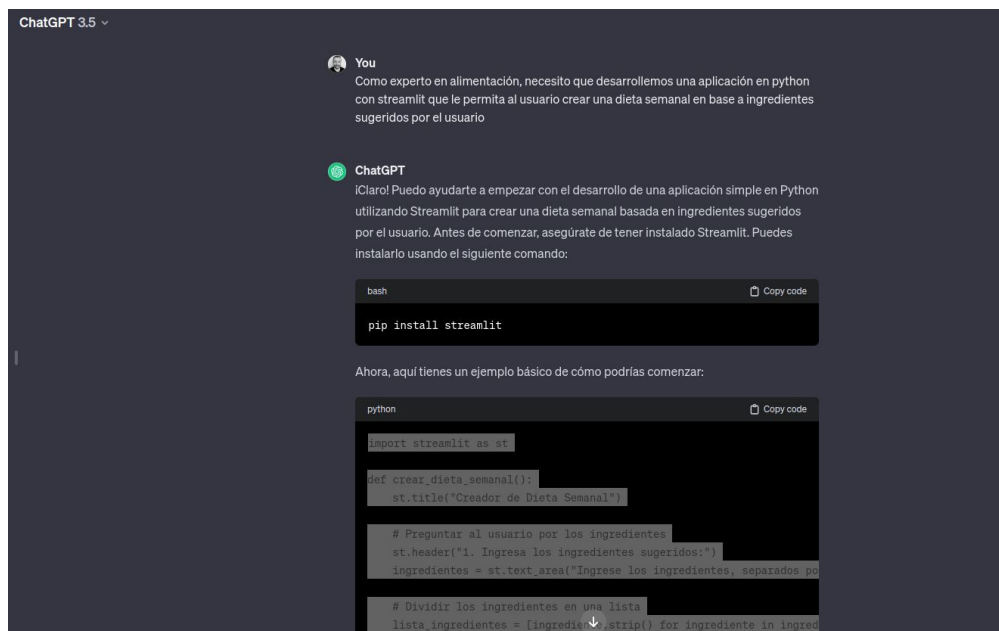 ChatGPT 3.5
You
Como experto en alimentación, necesito que desarrollemos una aplicación en python
con streamlit que le permita al usuario crear una dieta semanal en base a ingredientes
sugeridos por el usuario
ChatGPT
¡Claro! Puedo ayudarte a empezar con el desarrollo de una aplicación simple en Python
utilizando Streamlit para crear una dieta semanal basada en ingredientes sugeridos
por el usuario. Antes de comenzar, asegúrate de tener instalado Streamlit. Puedes
instalarlo usando el siguiente comando:
bash Copy code
pip install streamlit
Ahora, aquí tienes un ejemplo básico de cómo podrías comenzar:
python Copy code
import streamlit as st
def crear_dieta_semanal():
st.title("Creador de Dieta Semanal")
# Preguntar al usuario por los ingredientes
st.header("1. Ingresa los ingredientes sugeridos:")
ingredientes = st.text_area("Ingrese los ingredientes, separados po
# Dividir los ingredientes en una lista
lista_ingredientes = [ingrediente.strip() for ingrediente in ingred